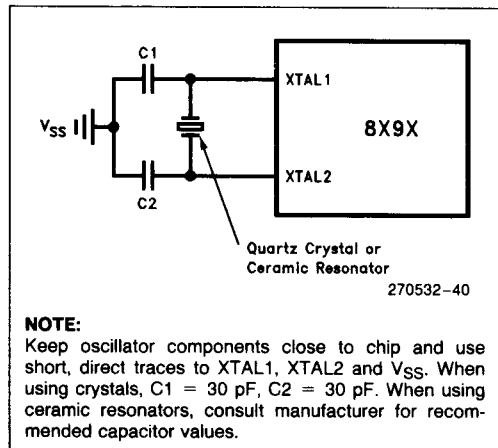 C1
XTAL1
VSS
8X9X
XTAL2
C2
Quartz Crystal or
Ceramic Resonator
270532-40
NOTE:
Keep oscillator components close to chip and use
short, direct traces to XTAL1, XTAL2 and VSS. When
using crystals, C1 = 30 pF, C2 = 30 pF. When using
ceramic resonators, consult manufacturer for recom-
mended capacitor values.